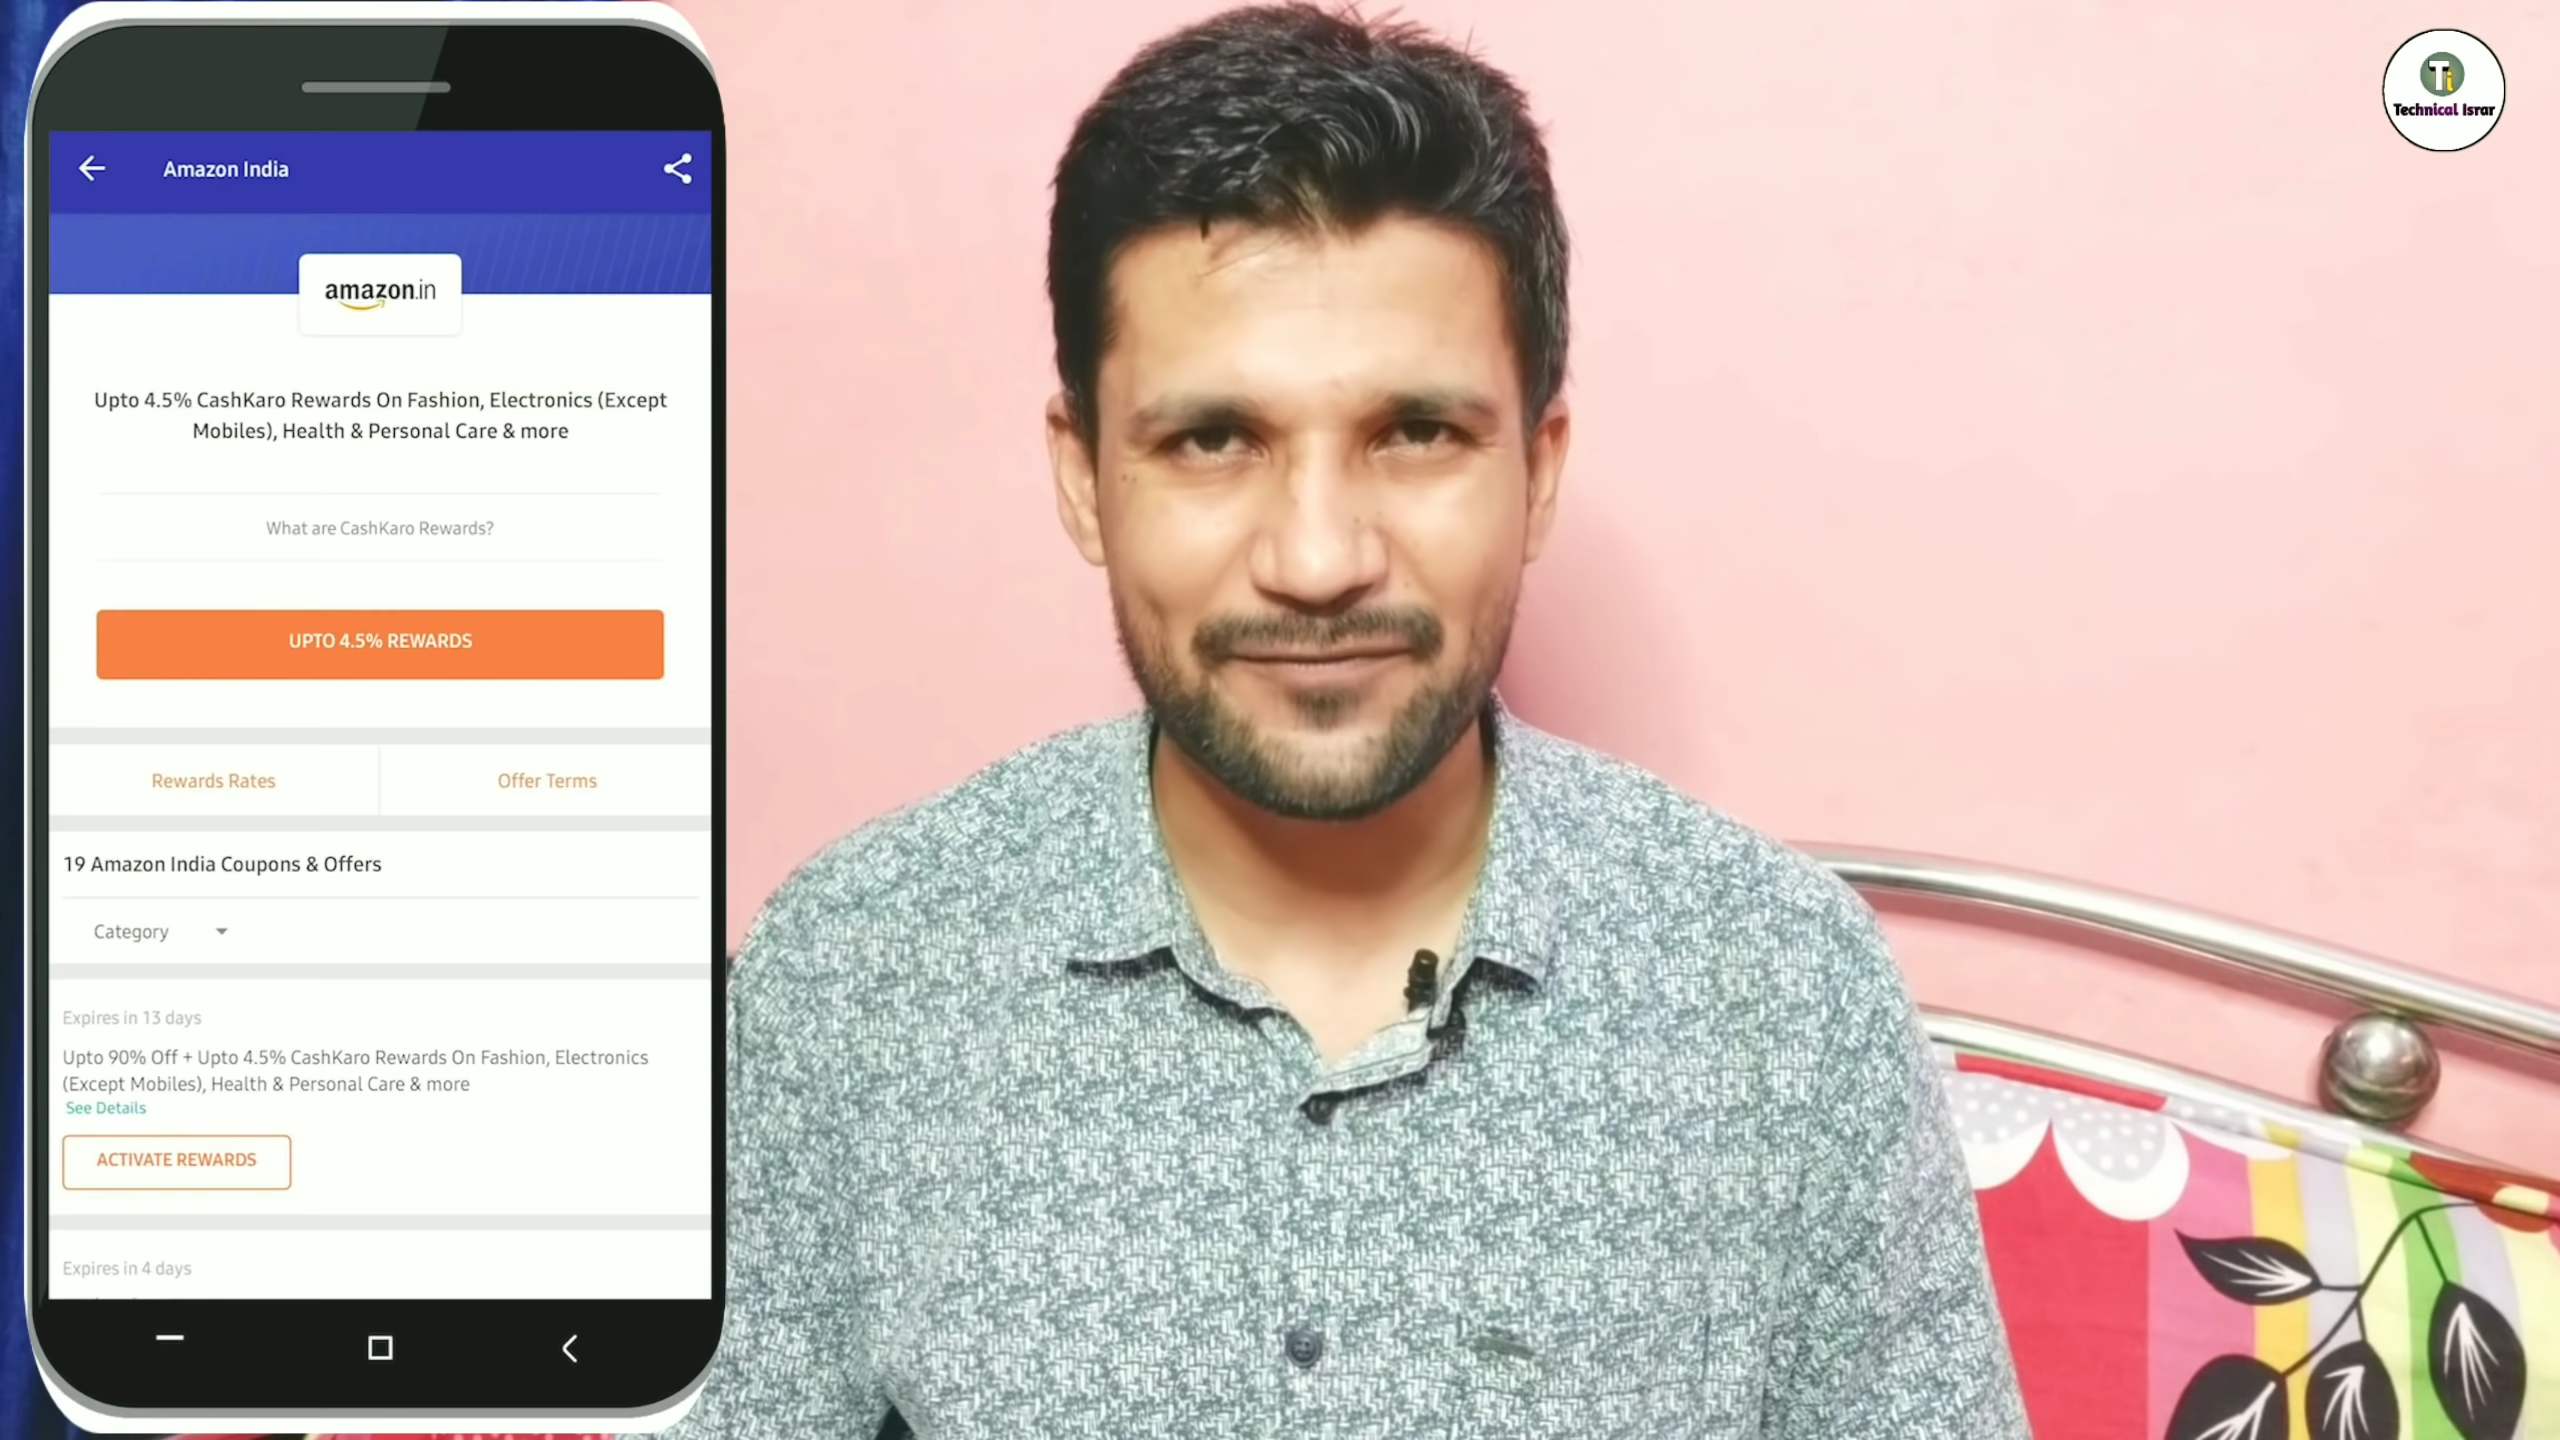 Amazon India
amazon.in
Upto 4.5% CashKaro Rewards On Fashion, Electronics (Except
Mobiles), Health & Personal Care & more
What are CashKaro Rewards?
UPTO 4.5% REWARDS
Rewards Rates
Offer Terms
19 Amazon India Coupons & Offers
Category
Expires in 13 days
Upto 90% Off + Upto 4.5% CashKaro Rewards On Fashion, Electronics
(Except Mobiles), Health & Personal Care & more
See Details
ACTIVATE REWARDS
Expires in 4 days
Ti
Technical Israr